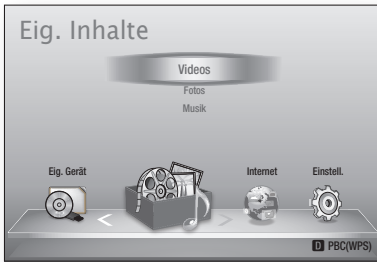 Eig. Inhalte
Videos
Fotos
Musik
Eig. Gerät
Internet
Einstell.
D PBC(WPS)